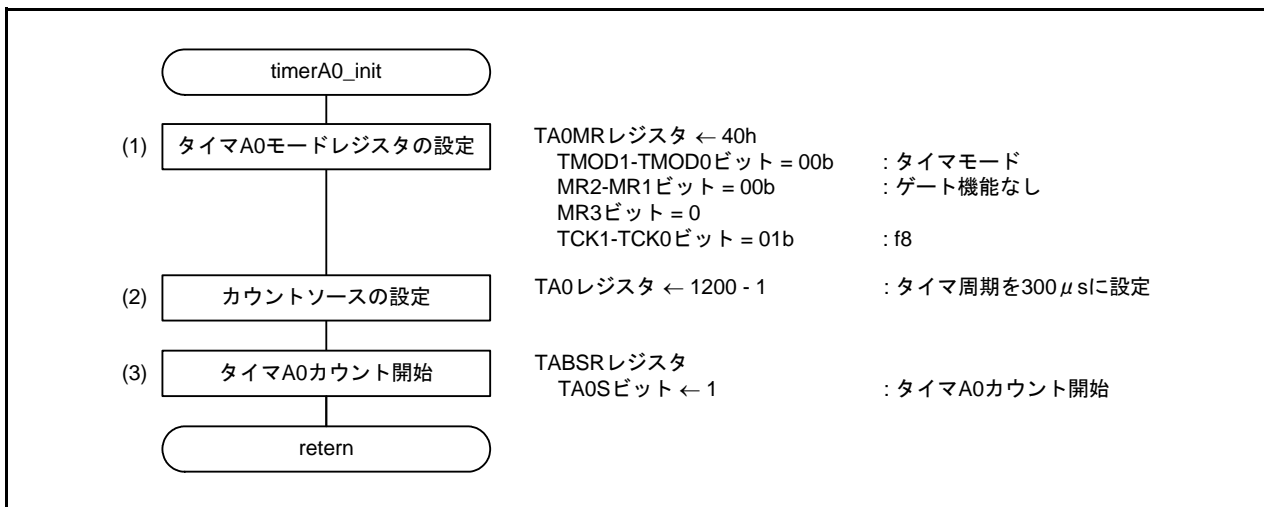 timerA0_init
(1) タイマA0モードレジスタの設定 TA0MRレジスタ ← 40h
TMOD1-TMOD0ビット = 00b : タイマモード
MR2-MR1ビット = 00b : ゲート機能なし
MR3ビット = 0
TCK1-TCK0ビット = 01b : f8
(2) カウントソースの設定 TA0レジスタ ← 1200 - 1 : タイマ周期を300μsに設定
(3) タイマA0カウント開始 TABSRレジスタ
TA0Sビット ← 1 : タイマA0カウント開始
retern